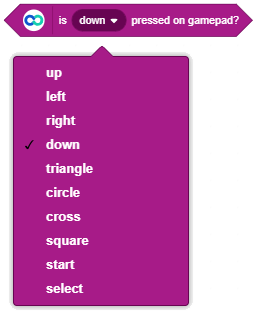 is down pressed on gamepad?
up
left
right
down
triangle
circle
cross
square
start
select